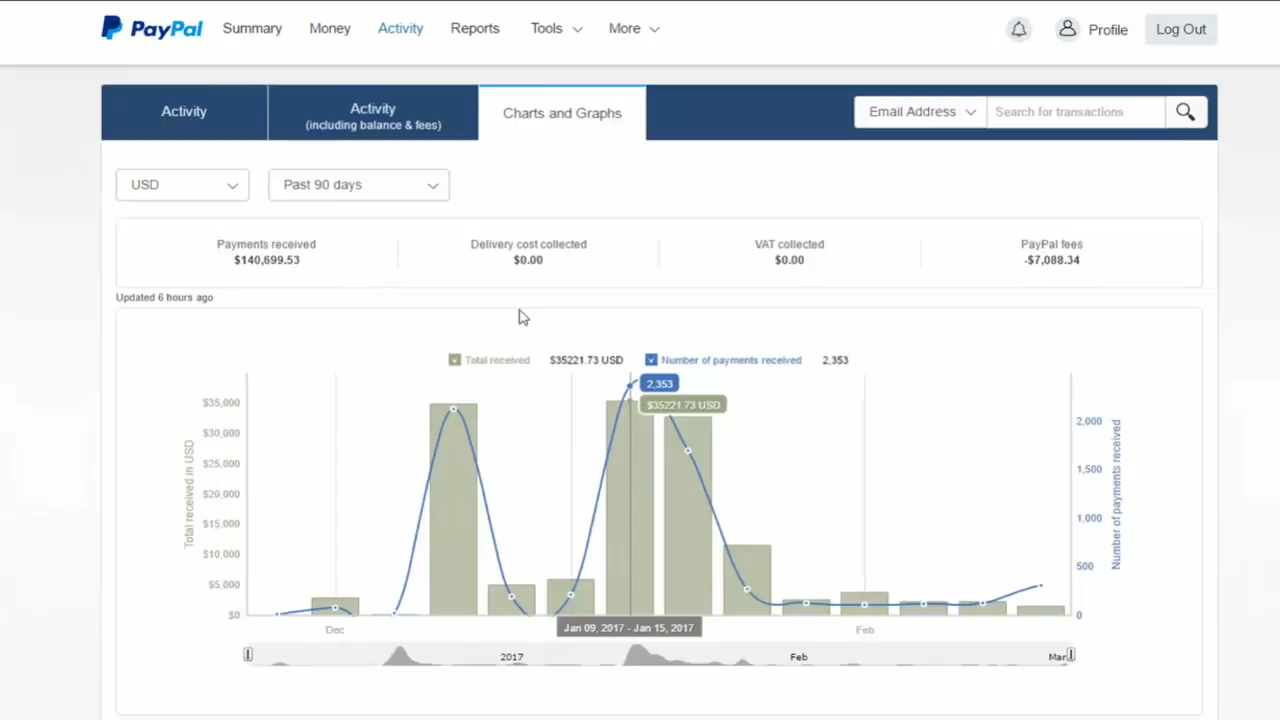 PayPal Summary Money Activity Reports Tools More Profile Log Out
Activity
Activity
(including balance & fees)
Charts and Graphs
Email Address Search for transactions
USD Past 90 days
Payments received Delivery cost collected VAT collected PayPal fees
$140,699.53 $0.00 $0.00 -$7,088.34
Updated 6 hours ago
Total received $35221.73 USD Number of payments received 2,353
2,353
$35221.73 USD
Total received in USD
$35,000
$30,000
$25,000
$20,000
$15,000
$10,000
$5,000
$0
2,000
1,500
1,000
500
0
Number of payments received
Dec Jan 09, 2017 - Jan 15, 2017 Feb
2017 Feb Mar